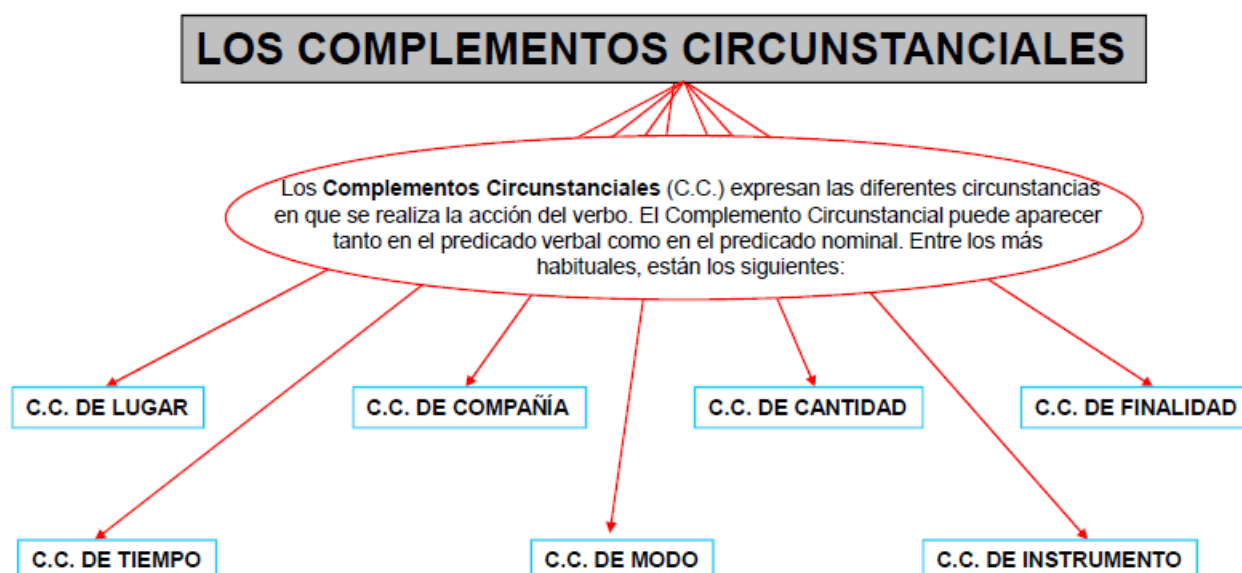 LOS COMPLEMENTOS CIRCUNSTANCIALES
Los Complementos Circunstanciales (C.C.) expresan las diferentes circunstancias
en que se realiza la acción del verbo. El Complemento Circunstancial puede aparecer
tanto en el predicado verbal como en el predicado nominal. Entre los más
habituales, están los siguientes:
C.C. DE LUGAR
C.C. DE COMPAÑÍA
C.C. DE CANTIDAD
C.C. DE FINALIDAD
C.C. DE TIEMPO
C.C. DE MODO
C.C. DE INSTRUMENTO